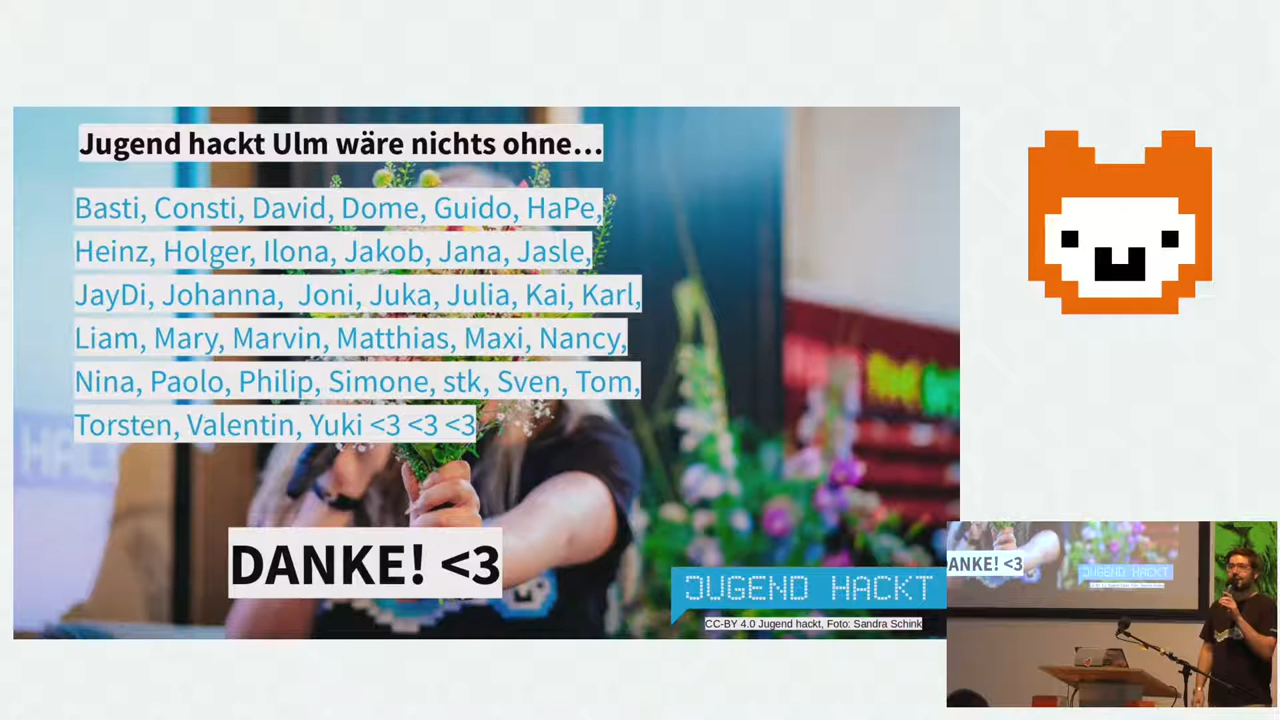 Jugend hackt Ulm wäre nichts ohne...
Basti, Consti, David, Dome, Guido, HaPe,
Heinz, Holger, Ilona, Jakob, Jana, Jasle,
JayDi, Johanna,  Joni, Juka, Julia, Kai, Karl,
Liam, Mary, Marvin, Matthias, Maxi, Nancy,
Nina, Paolo, Philip, Simone, stk, Sven, Tom,
Torsten, Valentin, Yuki <3 <3 <3
DANKE! <3
JUGEND HACKT
CC-BY 4.0 Jugend hackt, Foto: Sandra Schink
ANKE! <3
JUGEND HACKT